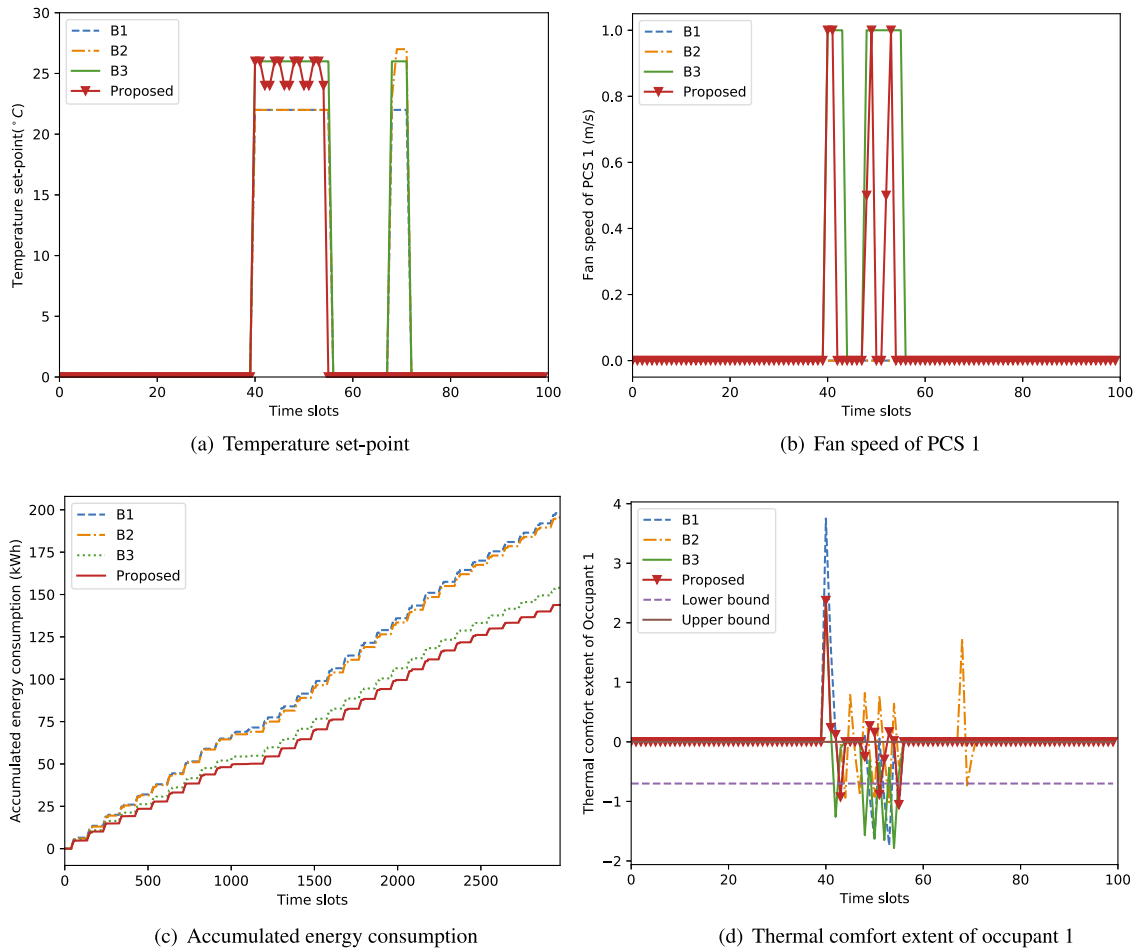 30
25
20
15
10
5
0
Temperature set-point(°C)
B1
B2
B3
Proposed
0
20
40
60
80
100
Time slots
(a) Temperature set-point
1.0
0.8
0.6
0.4
0.2
0.0
Fan speed of PCS 1 (m/s)
B1
B2
B3
Proposed
0
20
40
60
80
100
Time slots
(b) Fan speed of PCS 1
200
175
150
125
100
75
50
25
0
Accumulated energy consumption (kWh)
B1
B2
B3
Proposed
0
500
1000
1500
2000
2500
Time slots
(c) Accumulated energy consumption
4
3
2
1
0
−1
−2
Thermal comfort extent of Occupant 1
B1
B2
B3
Proposed
Lower bound
Upper bound
0
20
40
60
80
100
Time slots
(d) Thermal comfort extent of occupant 1